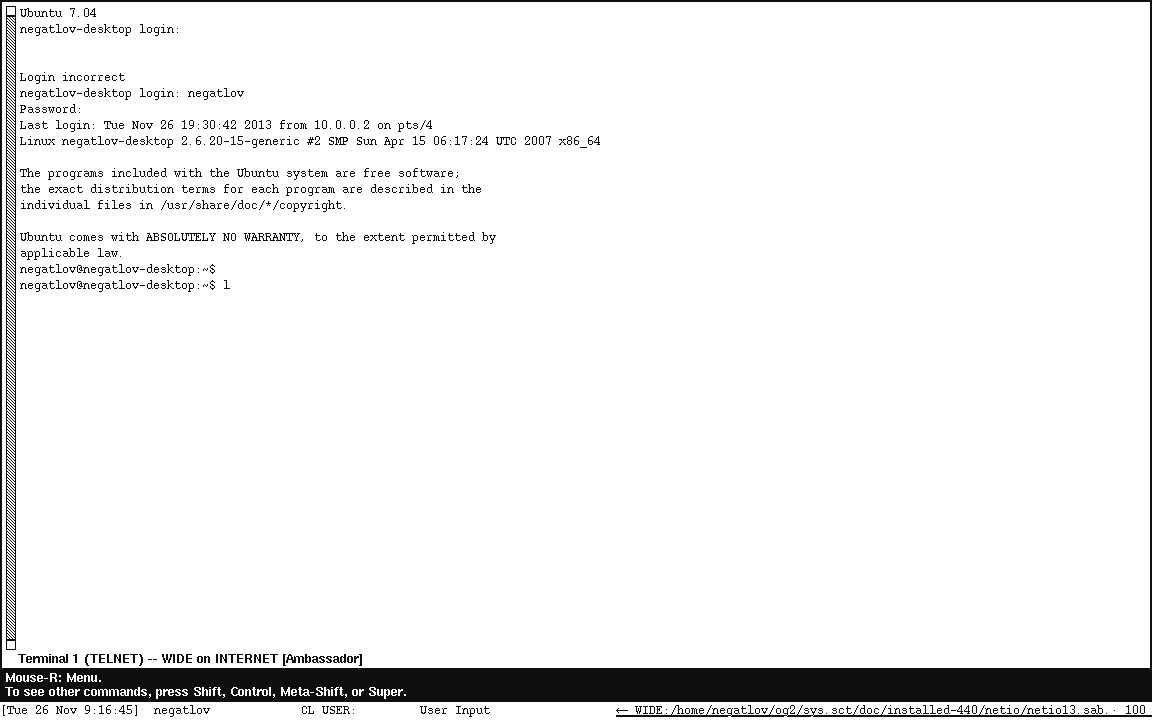 Ubuntu 7.04
negatlov-desktop login:
Login incorrect
negatlov-desktop login: negatlov
Password:
Last login: Tue Nov 26 19:30:42 2013 from 10.0.0.2 on pts/4
Linux negatlov-desktop 2.6.20-15-generic #2 SMP Sun Apr 15 06:17:24 UTC 2007 x86_64
The programs included with the Ubuntu system are free software;
the exact distribution terms for each program are described in the
individual files in /usr/share/doc/*/copyright.
Ubuntu comes with ABSOLUTELY NO WARRANTY, to the extent permitted by
applicable law.
negatlov@negatlov-desktop:~$
negatlov@negatlov-desktop:~$ l
Terminal 1 (TELNET) -- WIDE on INTERNET [Ambassador]
Mouse-R: Menu.
To see other commands, press Shift, Control, Meta-Shift, or Super.
[Tue 26 Nov 9:16:45] negatlov CL USER: User Input ← WIDE:/home/negatlov/og2/sys.sct/doc/installed-440/netio/netio13.sab.· 100